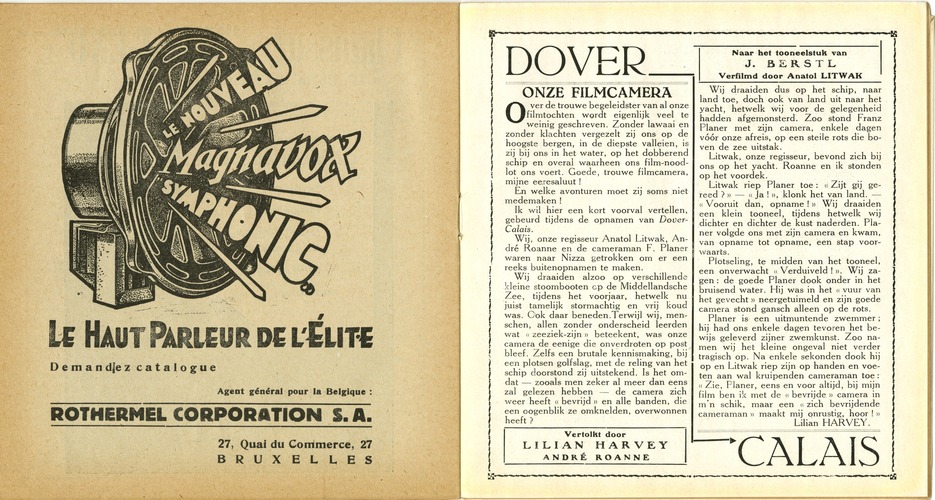 LE NOUVEAU
Magnavox
SYMPHONIC
LE HAUT PARLEUR DE L'ÉLITE
Demandez catalogue
Agent général pour la Belgique :
ROTHERMEL CORPORATION S. A.
27, Quai du Commerce, 27
BRUXELLES
DOVER
ONZE FILMCAMERA
Over de trouwe begeleidster van al onze
filmtochten wordt eigenlijk veel te
weinig geschreven. Zonder lawaai en
zonder klachten vergezelt zij ons op de
hoogste bergen, in de diepste valleien, is
zij bij ons in het water, op het dobberend
schip en overal waarheen ons film-nood-
lot ons voert. Goede, trouwe filmcamera,
mijne eeresaluut !
En welke avonturen moet zij soms niet
medemaken !
Ik wil hier een kort voorval vertellen,
gebeurd tijdens de opnamen van Dover-
Calais.
Wij, onze regisseur Anatol Litwak, An-
dré Roanne en de cameraman F. Planer
waren naar Nizza getrokken om er een
reeks buitenopnamen te maken.
Wij draaiden alzoo op verschillende
kleine stoombooten op de Middellandsche
Zee, tijdens het voorjaar, hetwelk nu
juist tamelijk stormachtig en vrij koud
was. Ook daar beneden.Terwijl wij, men-
schen, allen zonder onderscheid leerden
wat « zeeziek-zijn » beteekent, was onze
camera de eenige die onverdroten op post
bleef. Zelfs een brutale kennismaking, bij
een plotsen golfslag, met de reling van het
schip doorstond zij uitstekend. Is het om-
dat — zooals men zeker al meer dan eens
zal gelezen hebben — de camera zich
weer heeft « bevrijd » en alle banden, die
een oogenblik ze omknelden, overwonnen
heeft ?
Vertolkt door
LILIAN HARVEY
ANDRÉ ROANNE
Naar het tooneelstuk van
J. BERSTL
Verfilmd door Anatol LITWAK
Wij draaiden dus op het schip, naar
land toe, doch ook van land uit naar het
yacht, hetwelk wij voor de gelegenheid
hadden afgemonsterd. Zoo stond Franz
Planer met zijn camera, enkele dagen
vóór onze afreis, op een steile rots die bo-
ven de zee uitstak.
Litwak, onze regisseur, bevond zich bij
ons op het yacht. Roanne en ik stonden
op het voordek.
Litwak riep Planer toe : « Zijt gij ge-
reed ? » — « Ja ! », klonk het van land. —
« Vooruit dan, opname ! » Wij draaiden
een klein tooneel, tijdens hetwelk wij
dichter en dichter de kust naderden. Pla-
ner volgde ons met zijn camera en kwam,
van opname tot opname, een stap voor-
waarts.
Plotseling, te midden van het tooneel,
een onverwacht « Verduiveld ! ». Wij za-
gen : de goede Planer dook onder in het
bruisend water. Hij was in het « vuur van
het gevecht » neergetuimeld en zijn goede
camera stond gansch alleen op de rots.
Planer is een uitmuntende zwemmer ;
hij had ons enkele dagen tevoren het be-
wijs geleverd zijner zwemkunst. Zoo na-
men wij het kleine ongeval niet verder
tragisch op. Na enkele sekonden dook hij
op en Litwak riep zijn op handen en voe-
ten aan wal kruipenden cameraman toe :
« Zie, Planer, eens en voor altijd, bij mijn
film ben ik met de « bevrijde » camera in
m'n schik, maar een « zich bevrijdende
cameraman » maakt mij onrustig, hoor ! »
Lilian HARVEY.
CALAIS